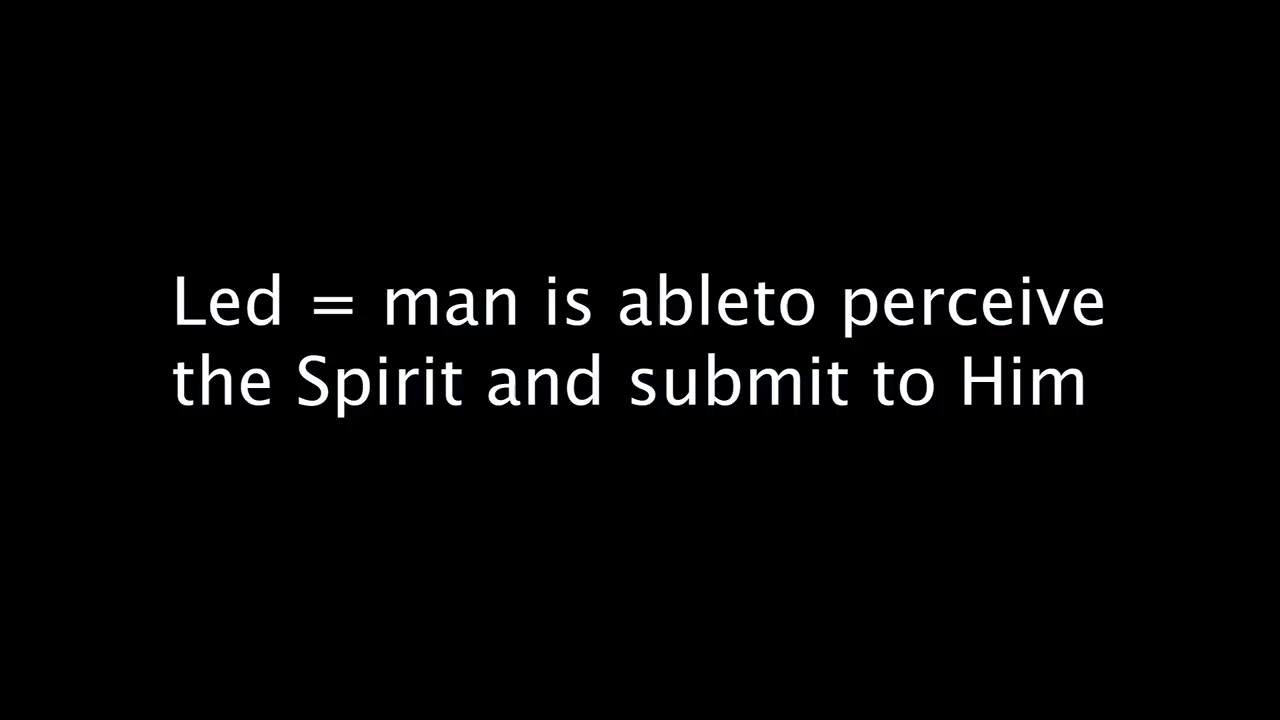 Led = man is ableto perceive
the Spirit and submit to Him